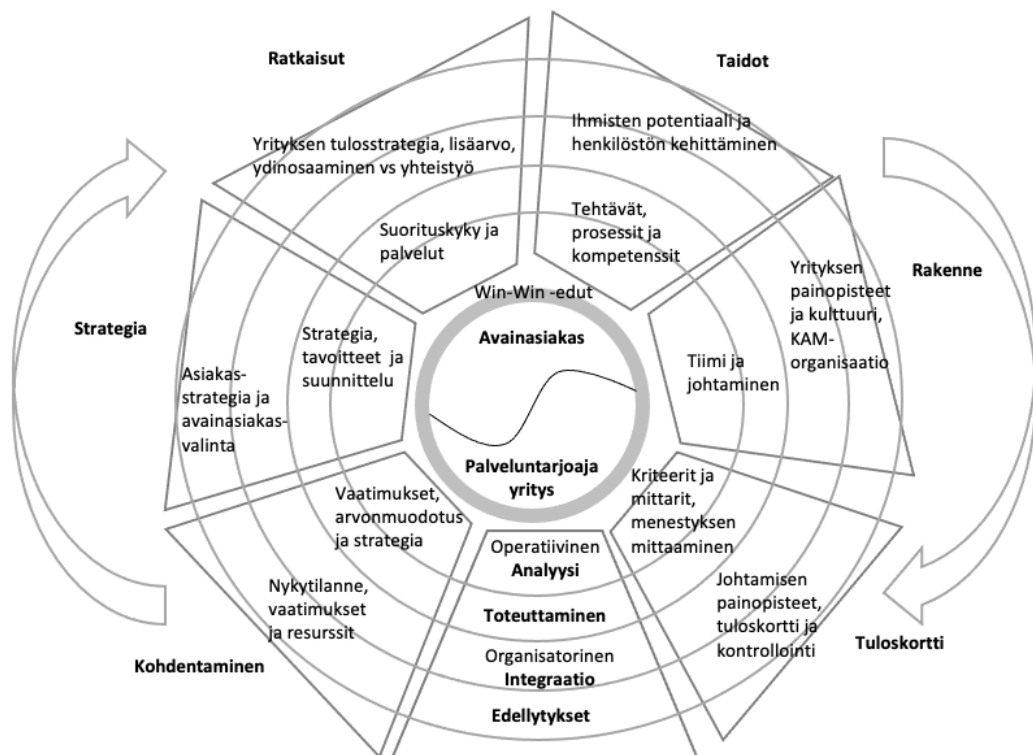 Ratkaisut
Taidot
Yrityksen tulosstrategia, lisäarvo,
ydinosaaminen vs yhteistyö
Ihmisten potentiaali ja
henkilöstön kehittäminen
Suorituskyky ja
palvelut
Tehtävät,
prosessit ja
kompetenssit
Strategia
Asiakas-
strategia ja
avainasiakas-
valinta
Strategia,
tavoitteet ja
suunnittelu
Win-Win -edut
Avainasiakas
Palveluntarjoaja
yritys
Tiimi ja
johtaminen
Yrityksen
painopisteet
ja kulttuuri,
KAM-
organisaatio
Rakenne
Vaatimukset,
arvonmuodotus
ja strategia
Kriteerit ja
mittarit,
menestyksen
mittaaminen
Nykytilanne,
vaatimukset
ja resurssit
Kohdentaminen
Operatiivinen
Analyysi
Toteuttaminen
Organisatorinen
Integraatio
Edellytykset
Johtamisen
painopisteet,
tuloskortti ja
kontrollointi
Tuloskortti